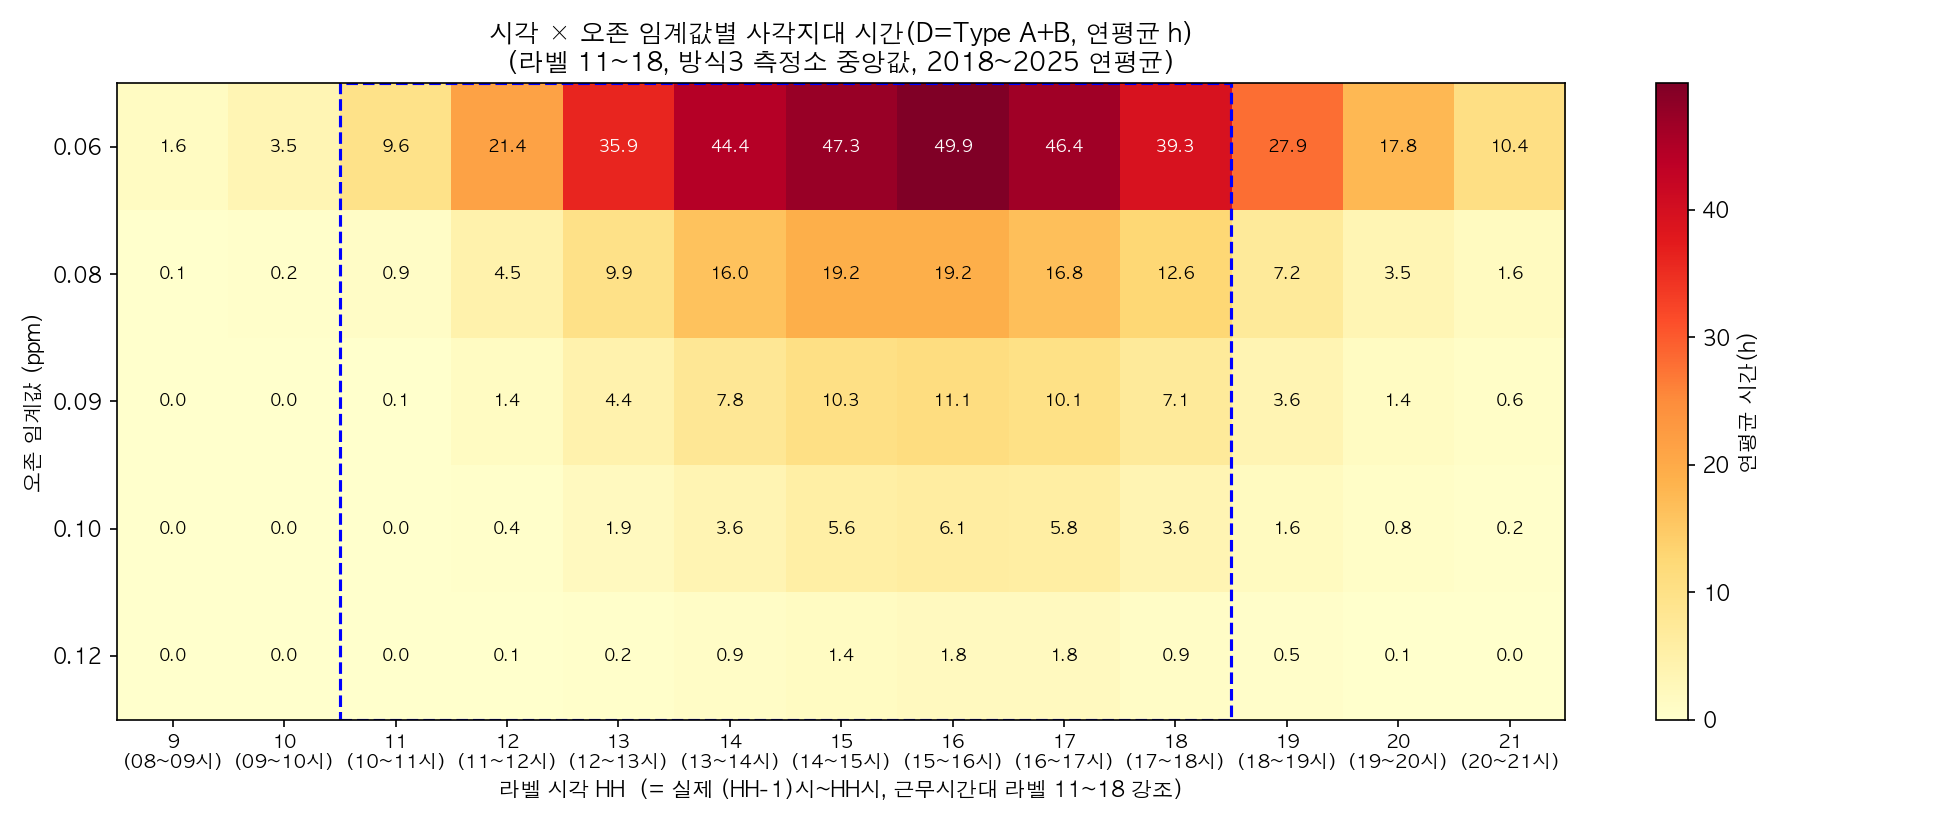 시각 × 오존 임계값별 사각지대 시간(D=Type A+B, 연평균 h)
(라벨 11~18, 방식3 측정소 중앙값, 2018~2025 연평균)
오존 임계값 (ppm)
0.06 1.6 3.5 9.6 21.4 35.9 44.4 47.3 49.9 46.4 39.3 27.9 17.8 10.4
0.08 0.1 0.2 0.9 4.5 9.9 16.0 19.2 19.2 16.8 12.6 7.2 3.5 1.6
0.09 0.0 0.0 0.1 1.4 4.4 7.8 10.3 11.1 10.1 7.1 3.6 1.4 0.6
0.10 0.0 0.0 0.0 0.4 1.9 3.6 5.6 6.1 5.8 3.6 1.6 0.8 0.2
0.12 0.0 0.0 0.0 0.1 0.2 0.9 1.4 1.8 1.8 0.9 0.5 0.1 0.0
9 10 11 12 13 14 15 16 17 18 19 20 21
(08~09시) (09~10시) (10~11시) (11~12시) (12~13시) (13~14시) (14~15시) (15~16시) (16~17시) (17~18시) (18~19시) (19~20시) (20~21시)
라벨 시각 HH (= 실제 (HH-1)시~HH시, 근무시간대 라벨 11~18 강조)
40
30
20
10
0
연평균 시간(h)